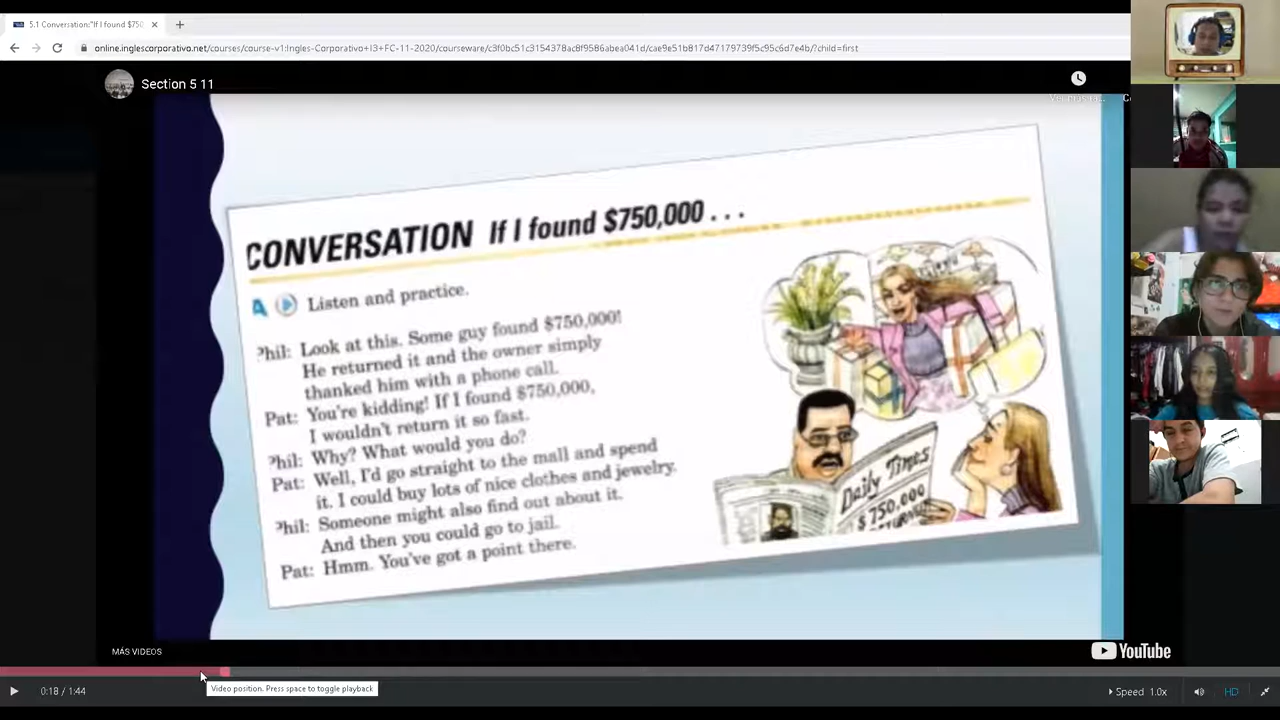 5.1 Conversation:"If I found $750
online.inglescorporativo.net/courses/course-v1:Ingles-Corporativo+I3+FC-11-2020/courseware/c3f0bc51c3154378ac8f9586abea041d/cae9e51b817d47179739f5c95c6d7e4b/?child=first
Section 5 11
CONVERSATION If I found $750,000 . . .
A Listen and practice.
Phil: Look at this. Some guy found $750,000!
He returned it and the owner simply
thanked him with a phone call.
Pat: You're kidding! If I found $750,000,
I wouldn't return it so fast.
Phil: Why? What would you do?
Pat: Well, I'd go straight to the mall and spend
it. I could buy lots of nice clothes and jewelry.
Phil: Someone might also find out about it.
And then you could go to jail.
Pat: Hmm. You've got a point there.
Daily Times
$750,000
MÁS VIDEOS
YouTube
Video position. Press space to toggle playback
0:18 / 1:44
Speed 1.0x
HD